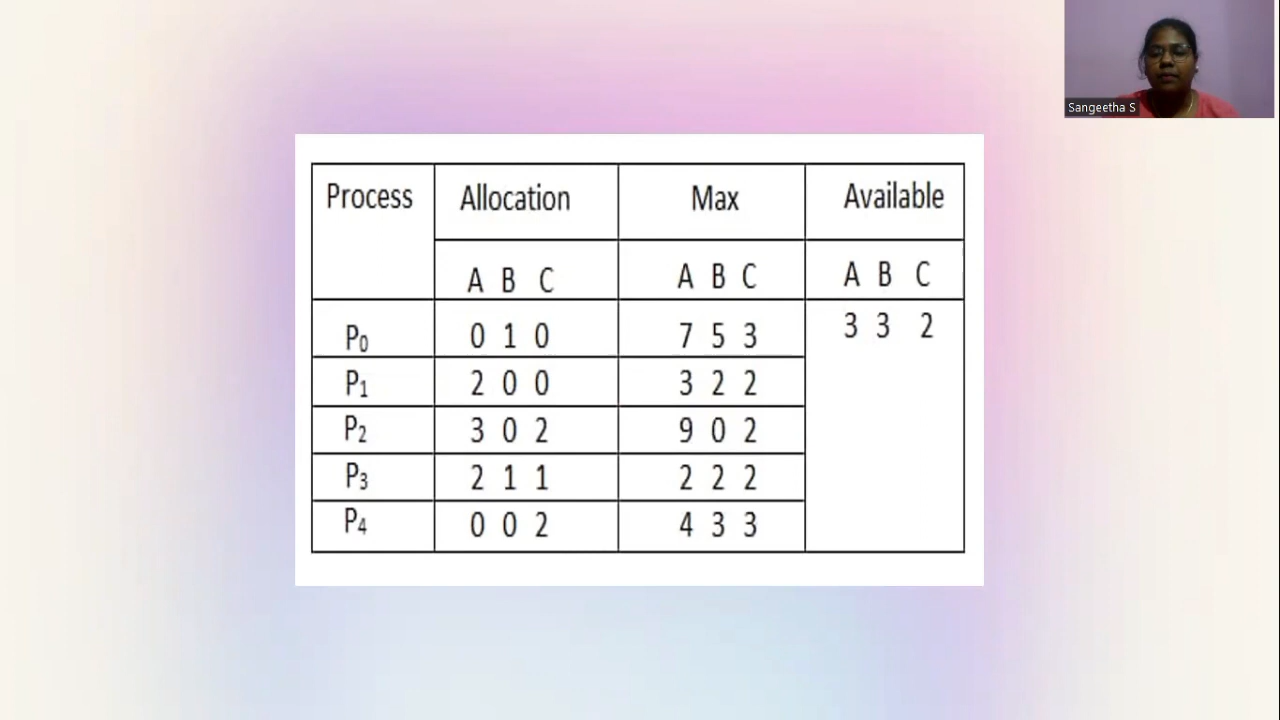 Sangeetha S
Process Allocation Max Available
A B C A B C A B C
P0 0 1 0 7 5 3 3 3 2
P1 2 0 0 3 2 2
P2 3 0 2 9 0 2
P3 2 1 1 2 2 2
P4 0 0 2 4 3 3